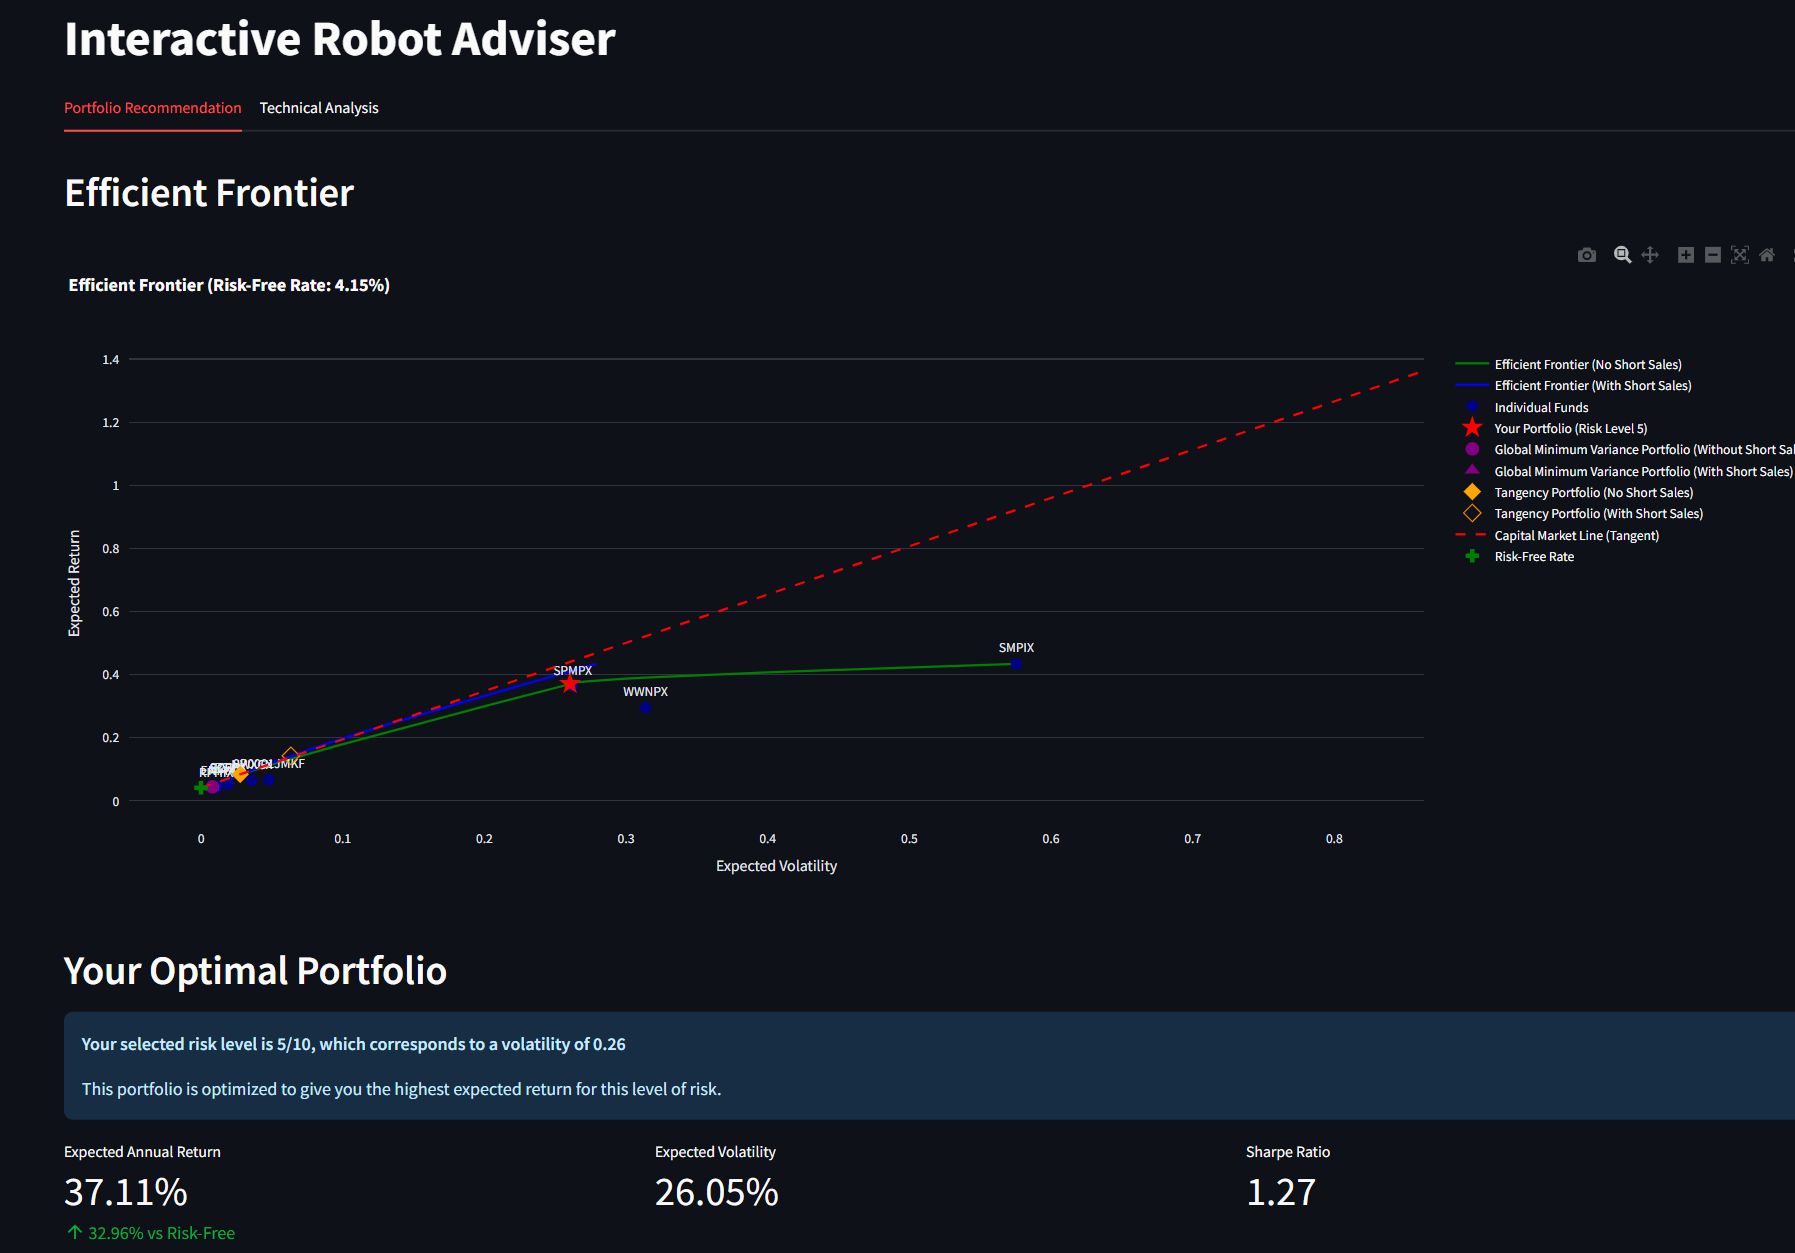 Interactive Robot Adviser
Portfolio Recommendation
Technical Analysis
Efficient Frontier
Efficient Frontier (Risk-Free Rate: 4.15%)
1.4
1.2
1
0.8
0.6
0.4
0.2
0
Expected Return
SMPIX
SPMPX
WWNPX
0
0.1
0.2
0.3
0.4
0.5
0.6
0.7
0.8
Expected Volatility
Efficient Frontier (No Short Sales)
Efficient Frontier (With Short Sales)
Individual Funds
Your Portfolio (Risk Level 5)
Global Minimum Variance Portfolio (Without Short Sal
Global Minimum Variance Portfolio (With Short Sales)
Tangency Portfolio (No Short Sales)
Tangency Portfolio (With Short Sales)
Capital Market Line (Tangent)
Risk-Free Rate
Your Optimal Portfolio
Your selected risk level is 5/10, which corresponds to a volatility of 0.26
This portfolio is optimized to give you the highest expected return for this level of risk.
Expected Annual Return
37.11%
↑ 32.96% vs Risk-Free
Expected Volatility
26.05%
Sharpe Ratio
1.27